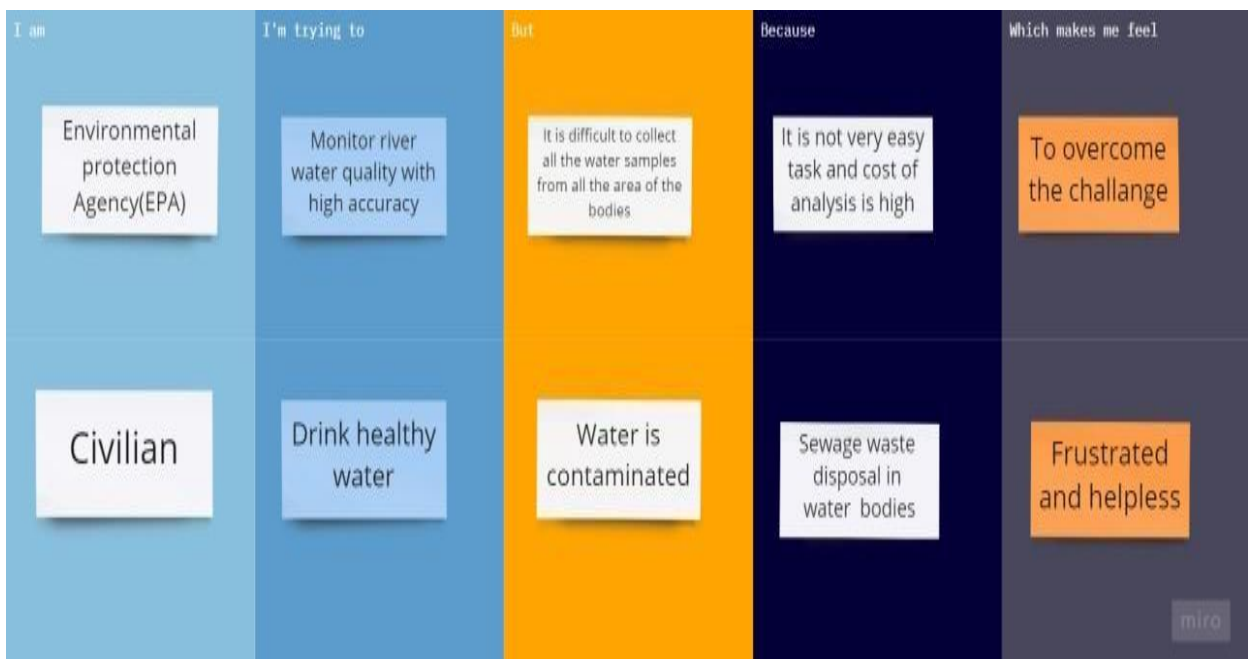 I am
I'm trying to
But
Because
Which makes me feel
Environmental
protection
Agency(EPA)
Monitor river
water quality with
high accuracy
It is difficult to collect
all the water samples
from all the area of the
bodies
It is not very easy
task and cost of
analysis is high
To overcome
the challange
Civilian
Drink healthy
water
Water is
contaminated
Sewage waste
disposal in
water bodies
Frustrated
and helpless
miro